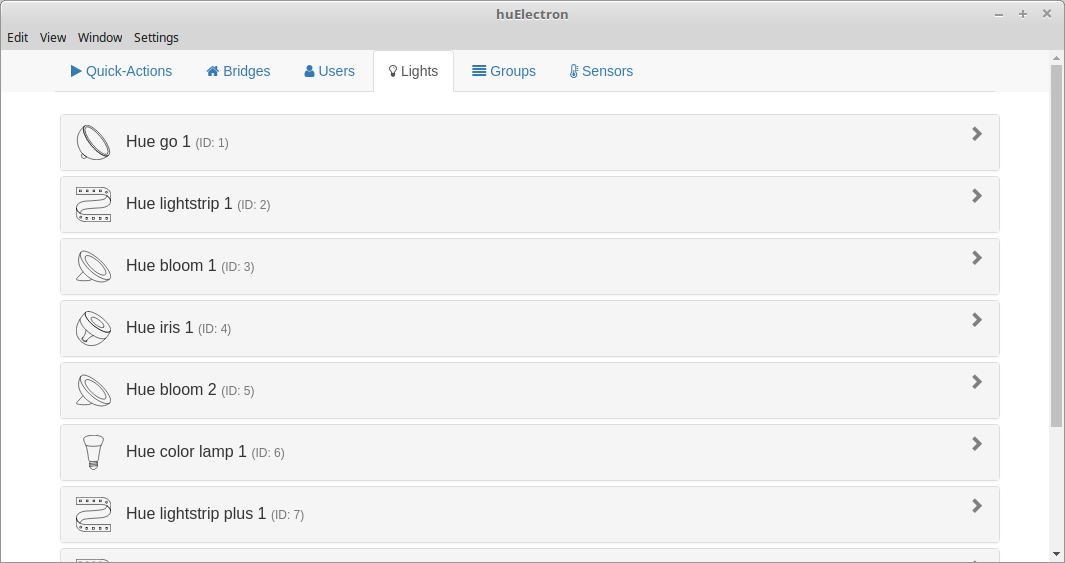 huElectron
Edit View Window Settings
Quick-Actions Bridges Users Lights Groups Sensors
Hue go 1 (ID: 1)
Hue lightstrip 1 (ID: 2)
Hue bloom 1 (ID: 3)
Hue iris 1 (ID: 4)
Hue bloom 2 (ID: 5)
Hue color lamp 1 (ID: 6)
Hue lightstrip plus 1 (ID: 7)